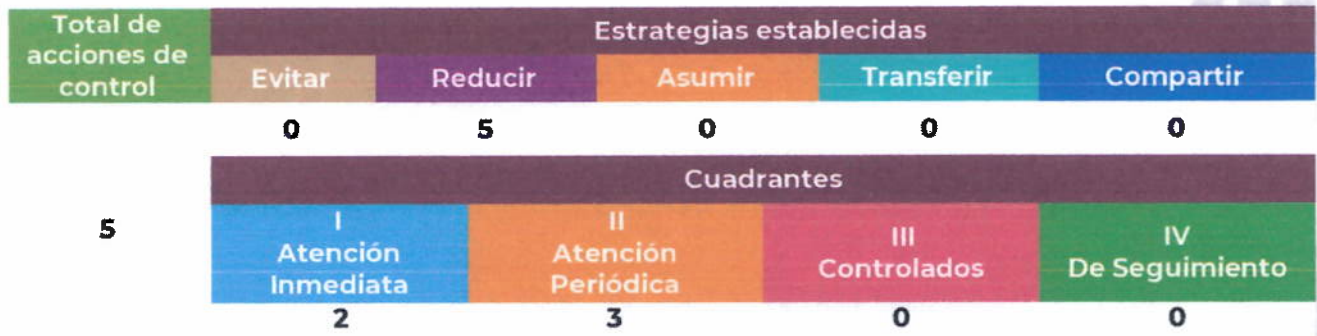 Total de
acciones de
control
Estrategias establecidas
Evitar Reducir Asumir Transferir Compartir
0 5 0 0 0
Cuadrantes
5
I
Atención
Inmediata
II
Atención
Periódica
III
Controlados
IV
De Seguimiento
2 3 0 0